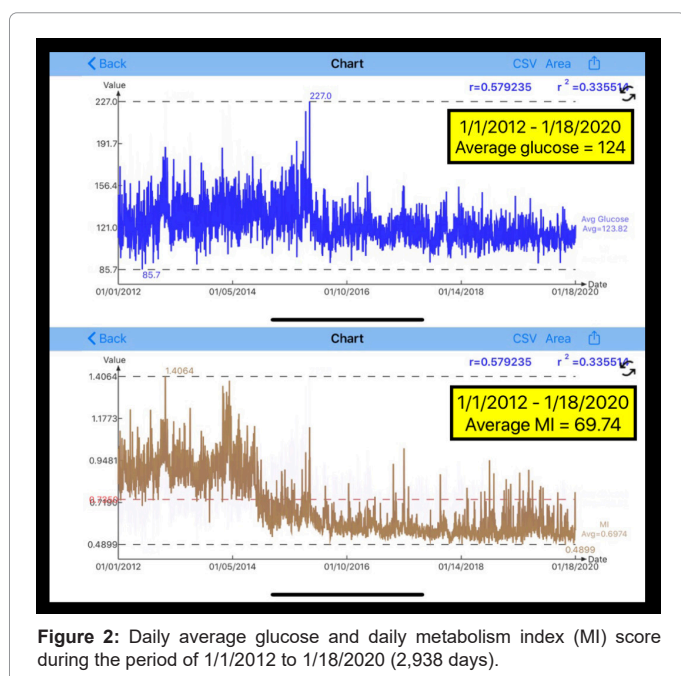 Back Chart CSV Area
Value
r=0.579235 r²=0.335514
227.0
227.0
1/1/2012 - 1/18/2020
Average glucose = 124
191.7
156.4
121.0
Avg Glucose
Avg=123.82
85.7
85.7
Date
01/01/2012 01/05/2014 01/10/2016 01/14/2018 01/18/2020
Back Chart CSV Area
Value
r=0.579235 r²=0.335514
1.4064
1.4064
1/1/2012 - 1/18/2020
Average MI = 69.74
1.1773
0.9481
0.7190
MI
Avg=0.6974
0.4899
0.4899
Date
01/01/2012 01/05/2014 01/10/2016 01/14/2018 01/18/2020
Figure 2: Daily average glucose and daily metabolism index (MI) score
during the period of 1/1/2012 to 1/18/2020 (2,938 days).